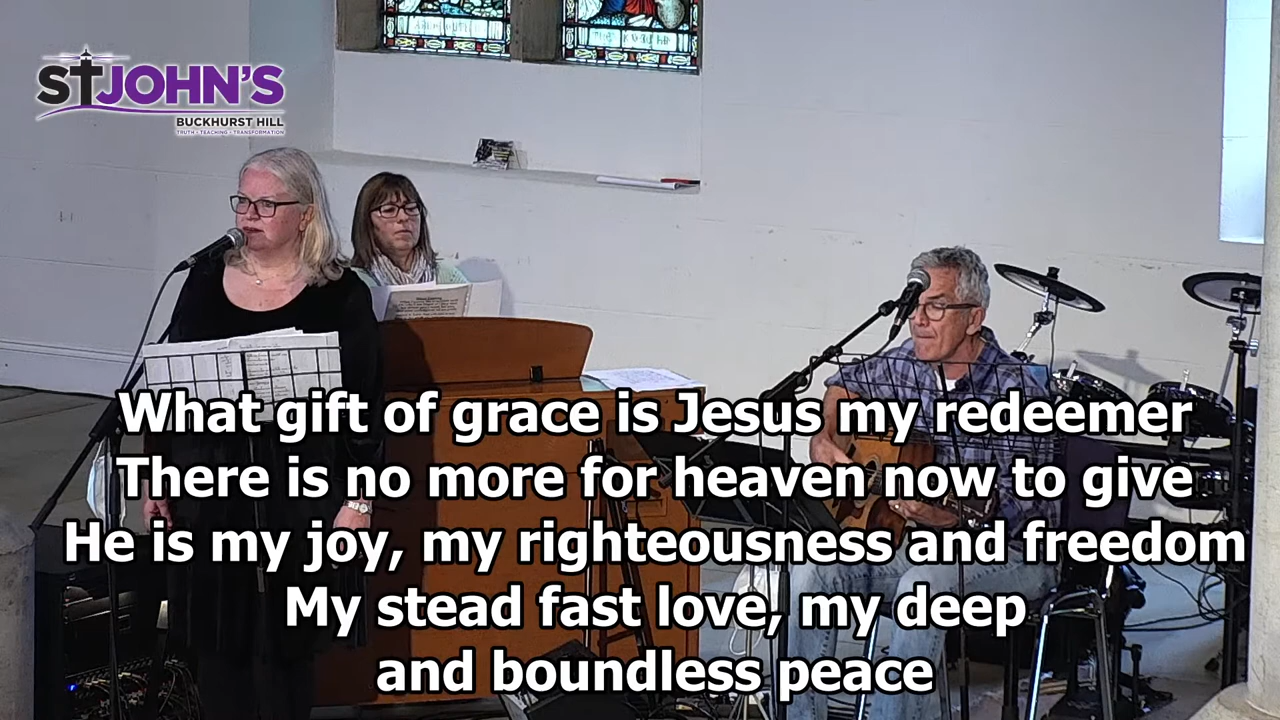 ST JOHN'S
BUCKHURST HILL
TRUTH • TEACHING • TRANSFORMATION
What gift of grace is Jesus my redeemer
There is no more for heaven now to give
He is my joy, my righteousness and freedom
My stead fast love, my deep
and boundless peace